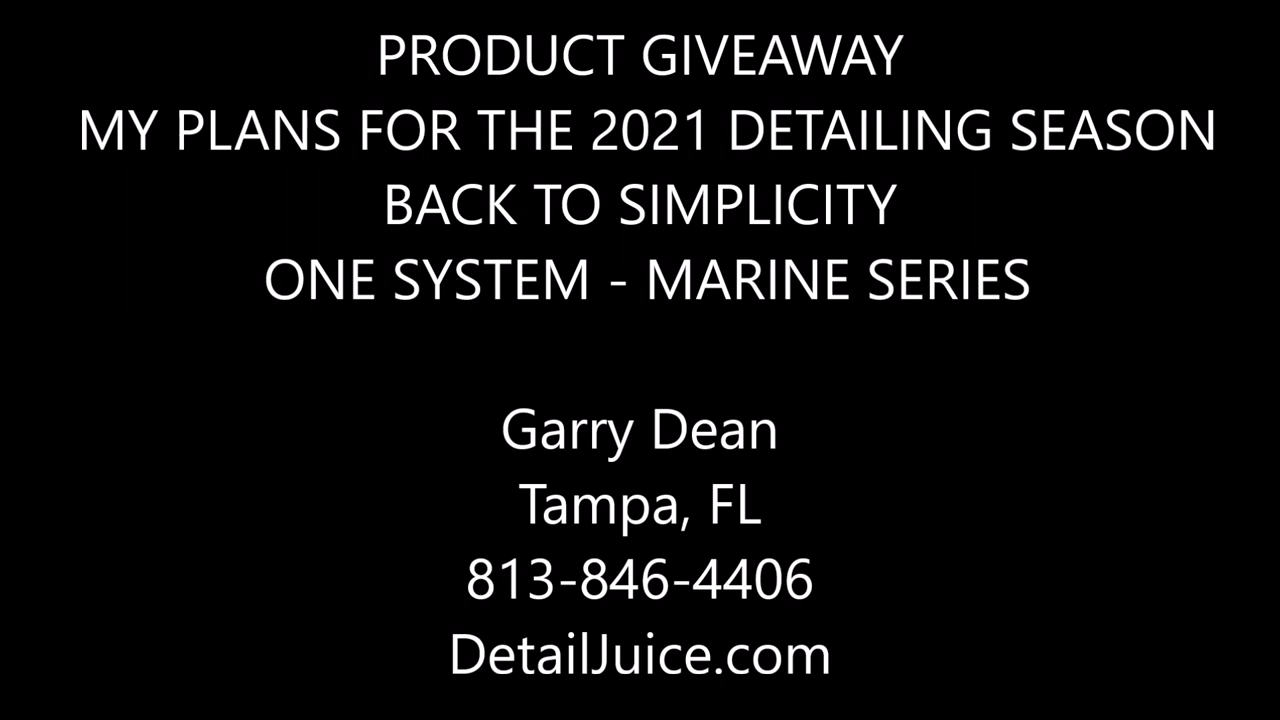 PRODUCT GIVEAWAY
MY PLANS FOR THE 2021 DETAILING SEASON
BACK TO SIMPLICITY
ONE SYSTEM - MARINE SERIES
Garry Dean
Tampa, FL
813-846-4406
DetailJuice.com